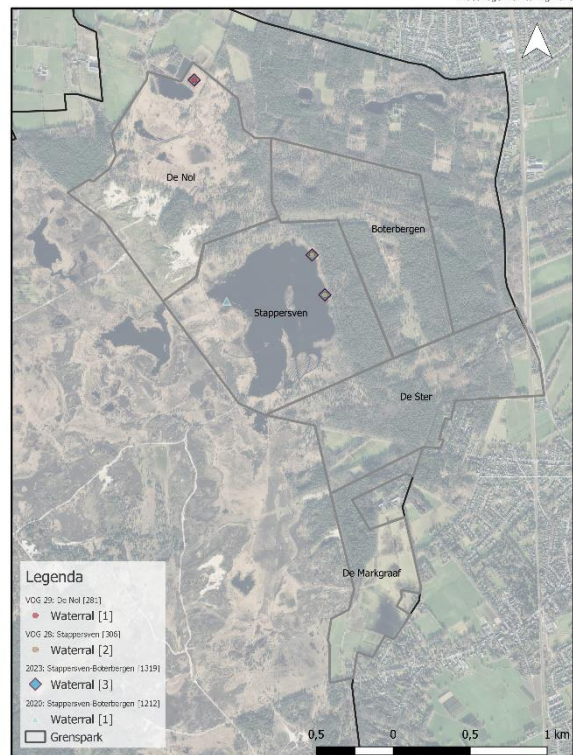 De Nol
Boterbergen
Stappersven
De Ster
De Markgraaf
Legenda
VOG 29: De Nol [281]
Waterral [1]
VOG 28: Stappersven [306]
Waterral [2]
2023: Stappersven-Boterbergen [1319]
Waterral [3]
2020: Stappersven-Boterbergen [1212]
Waterral [1]
Grenspark
0,5 0 0,5 1 km